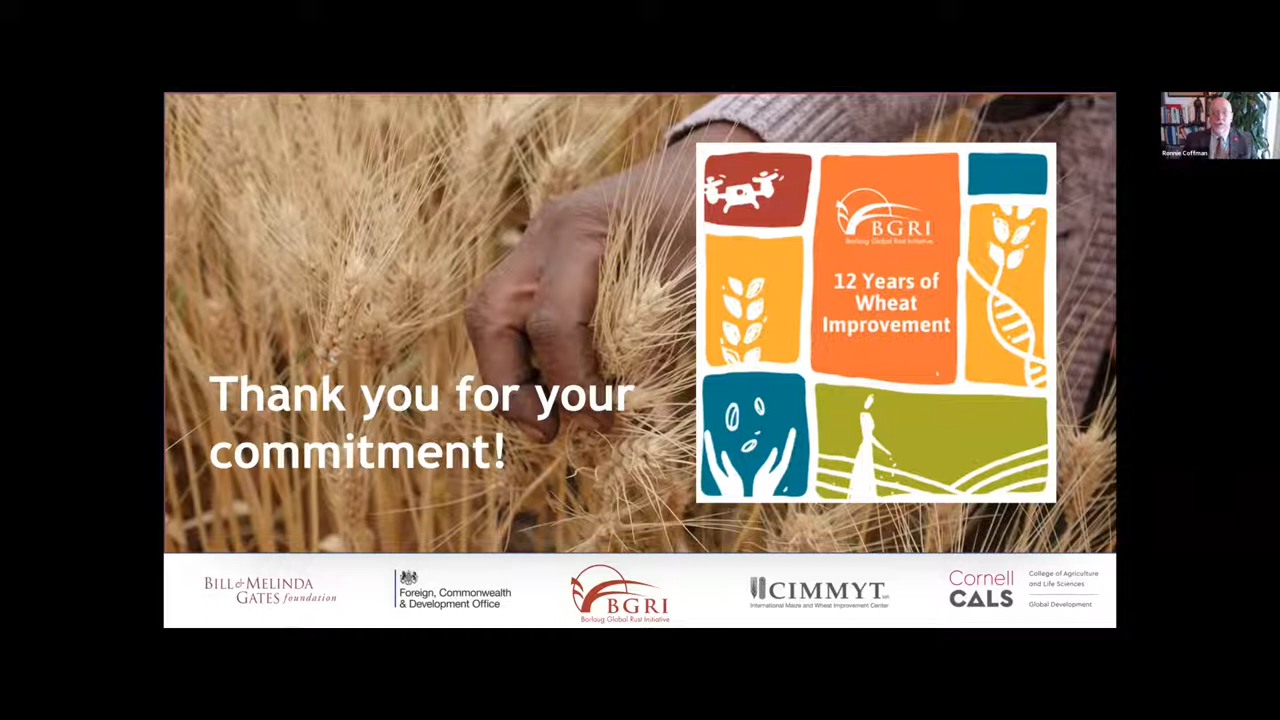 Ronnie Coffman
BGRI
Borlaug Global Rust Initiative
12 Years of
Wheat
Improvement
Thank you for your
commitment!
BILL & MELINDA
GATES foundation
Foreign, Commonwealth
& Development Office
BGRI
Borlaug Global Rust Initiative
CIMMYT
International Maize and Wheat Improvement Center
Cornell
CALS
College of Agriculture
and Life Sciences
Global Development